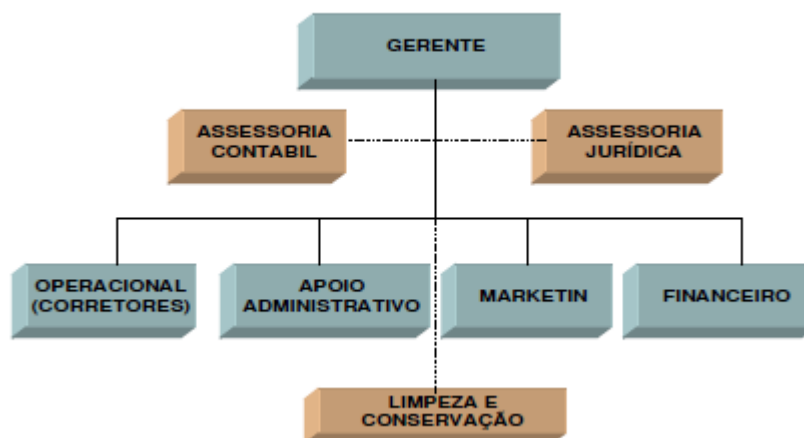 GERENTE
ASSESSORIA
CONTABIL
ASSESSORIA
JURÍDICA
OPERACIONAL
(CORRETORES)
APOIO
ADMINISTRATIVO
MARKETIN
FINANCEIRO
LIMPEZA E
CONSERVAÇÃO